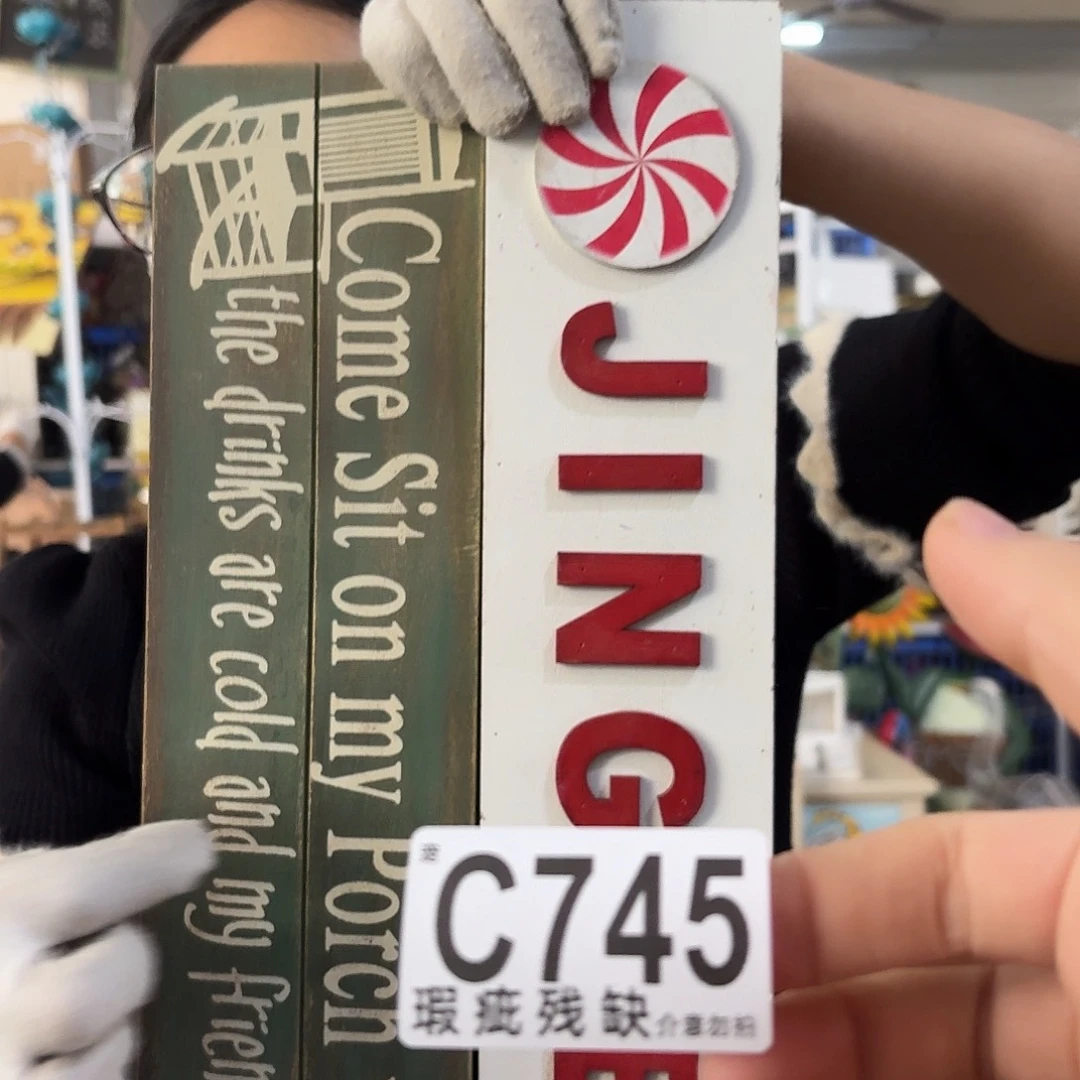 Come Sit on my Porch
the drinks are cold and my frien
JINGE
C745
瑕疵残缺介意勿拍